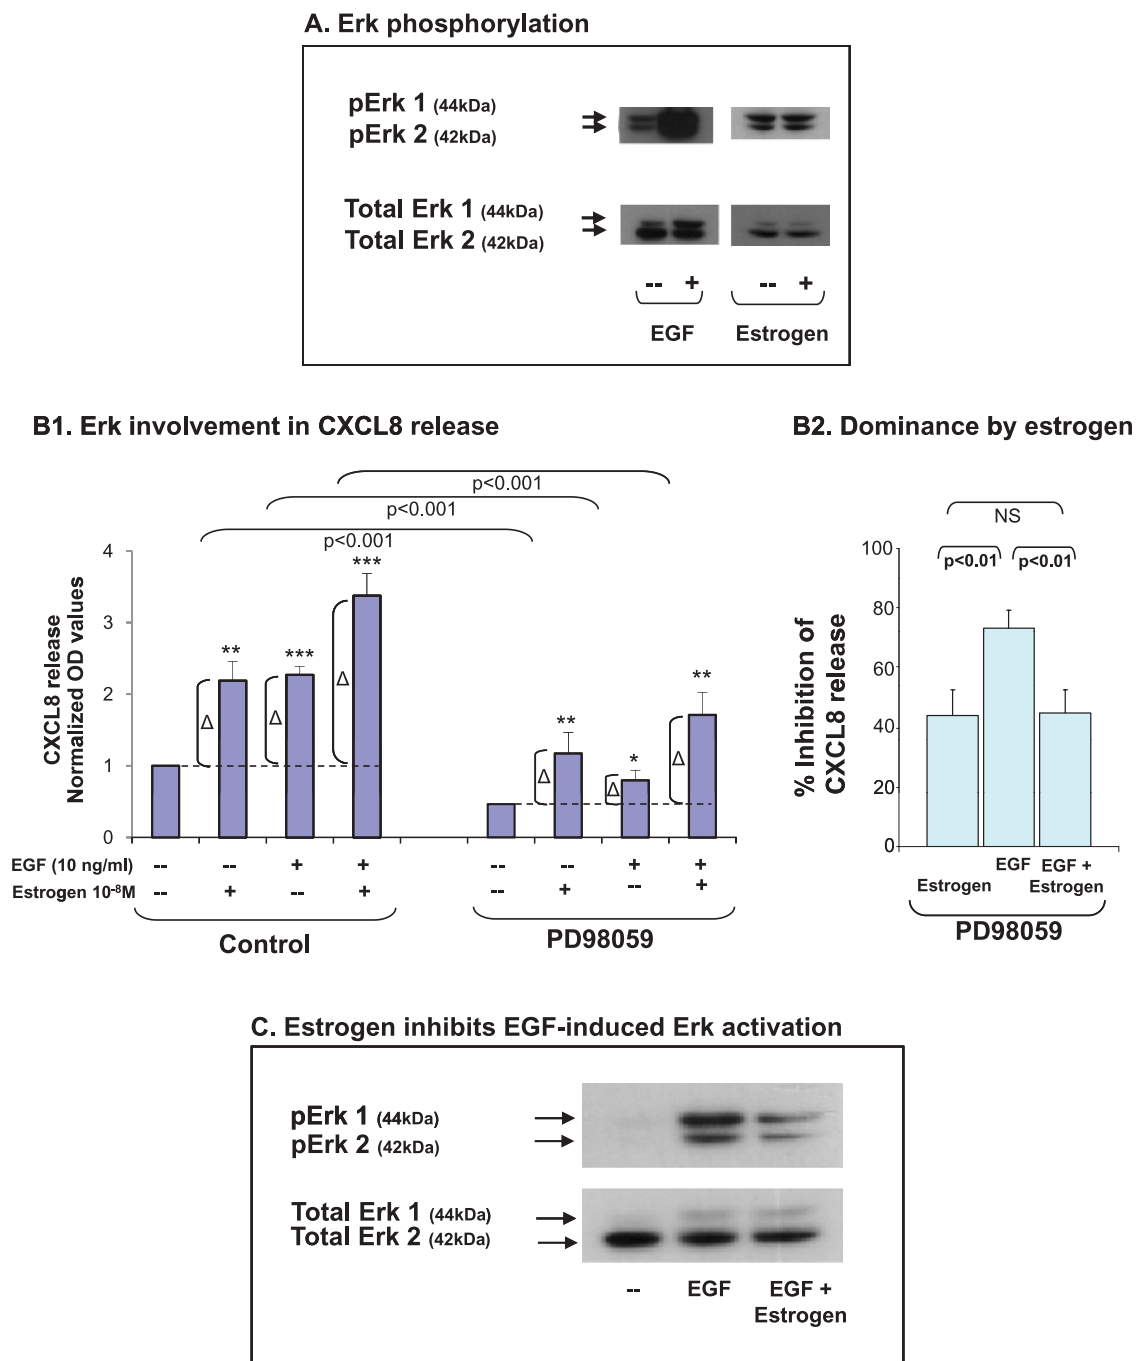 A. Erk phosphorylation
pErk 1 (44kDa)
pErk 2 (42kDa)
Total Erk 1 (44kDa)
Total Erk 2 (42kDa)
-- + -- +
EGF Estrogen
B1. Erk involvement in CXCL8 release
p<0.001
p<0.001
p<0.001
CXCL8 release
Normalized OD values
4
3
2
1
0
** *** *** ** * **
Δ Δ Δ Δ Δ Δ
EGF (10 ng/ml) -- -- + + -- -- + +
Estrogen 10⁻⁸M -- + -- + -- + -- +
Control PD98059
B2. Dominance by estrogen
NS
p<0.01 p<0.01
% Inhibition of
CXCL8 release
100
80
60
40
20
0
Estrogen EGF EGF +
Estrogen
PD98059
C. Estrogen inhibits EGF-induced Erk activation
pErk 1 (44kDa)
pErk 2 (42kDa)
Total Erk 1 (44kDa)
Total Erk 2 (42kDa)
-- EGF EGF +
Estrogen